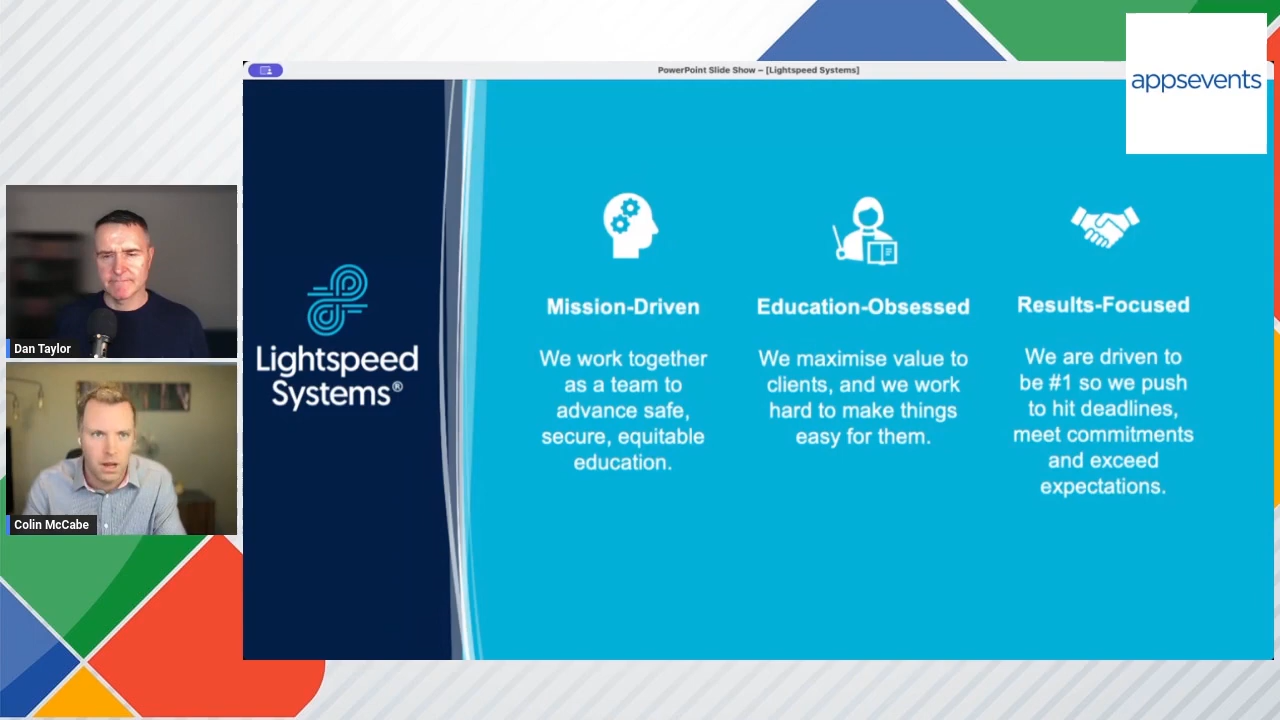 PowerPoint Slide Show – [Lightspeed Systems]
appsevents
Dan Taylor
Colin McCabe
Lightspeed
Systems®
Mission-Driven
We work together
as a team to
advance safe,
secure, equitable
education.
Education-Obsessed
We maximise value to
clients, and we work
hard to make things
easy for them.
Results-Focused
We are driven to
be #1 so we push
to hit deadlines,
meet commitments
and exceed
expectations.